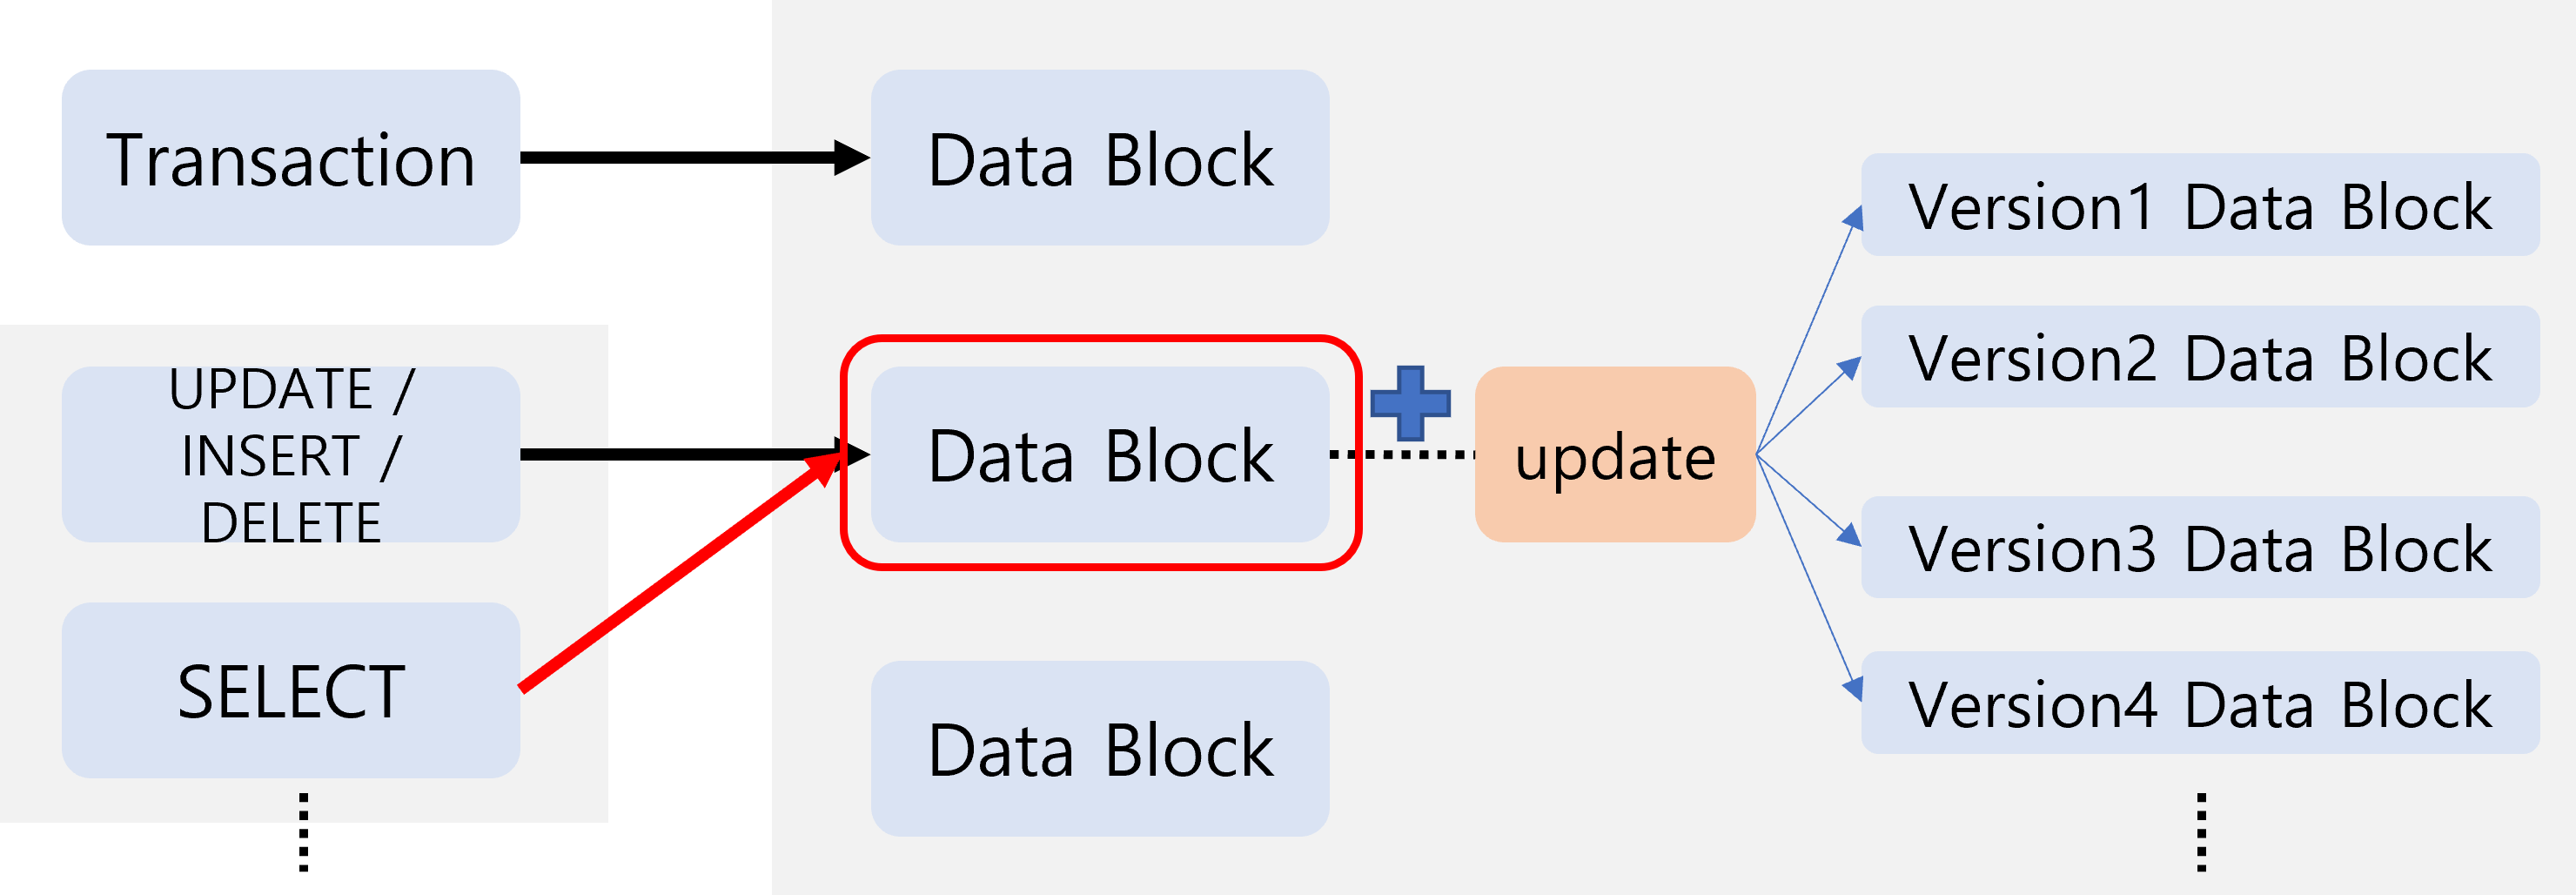 Transaction
Data Block
Version1 Data Block
UPDATE /
INSERT /
DELETE
Data Block
update
Version2 Data Block
Version3 Data Block
SELECT
Data Block
Version4 Data Block